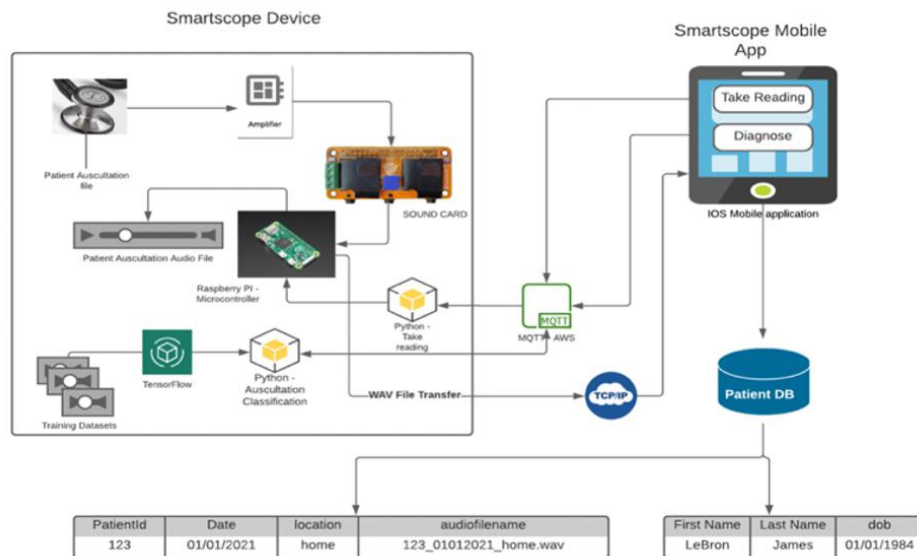 Smartscope Device
Smartscope Mobile
App
Take Reading
Diagnose
IOS Mobile application
Amplifier
Patient Auscultation
file
SOUND CARD
Patient Auscultation Audio File
Raspberry PI -
Microcontroller
Python -
Take
reading
MQTT
MQTT - AWS
TensorFlow
Python -
Auscultation
Classification
Training Datasets
WAV File Transfer
TCP/IP
Patient DB
PatientId Date location audiofilename
123 01/01/2021 home 123_01012021_home.wav
First Name Last Name dob
LeBron James 01/01/1984